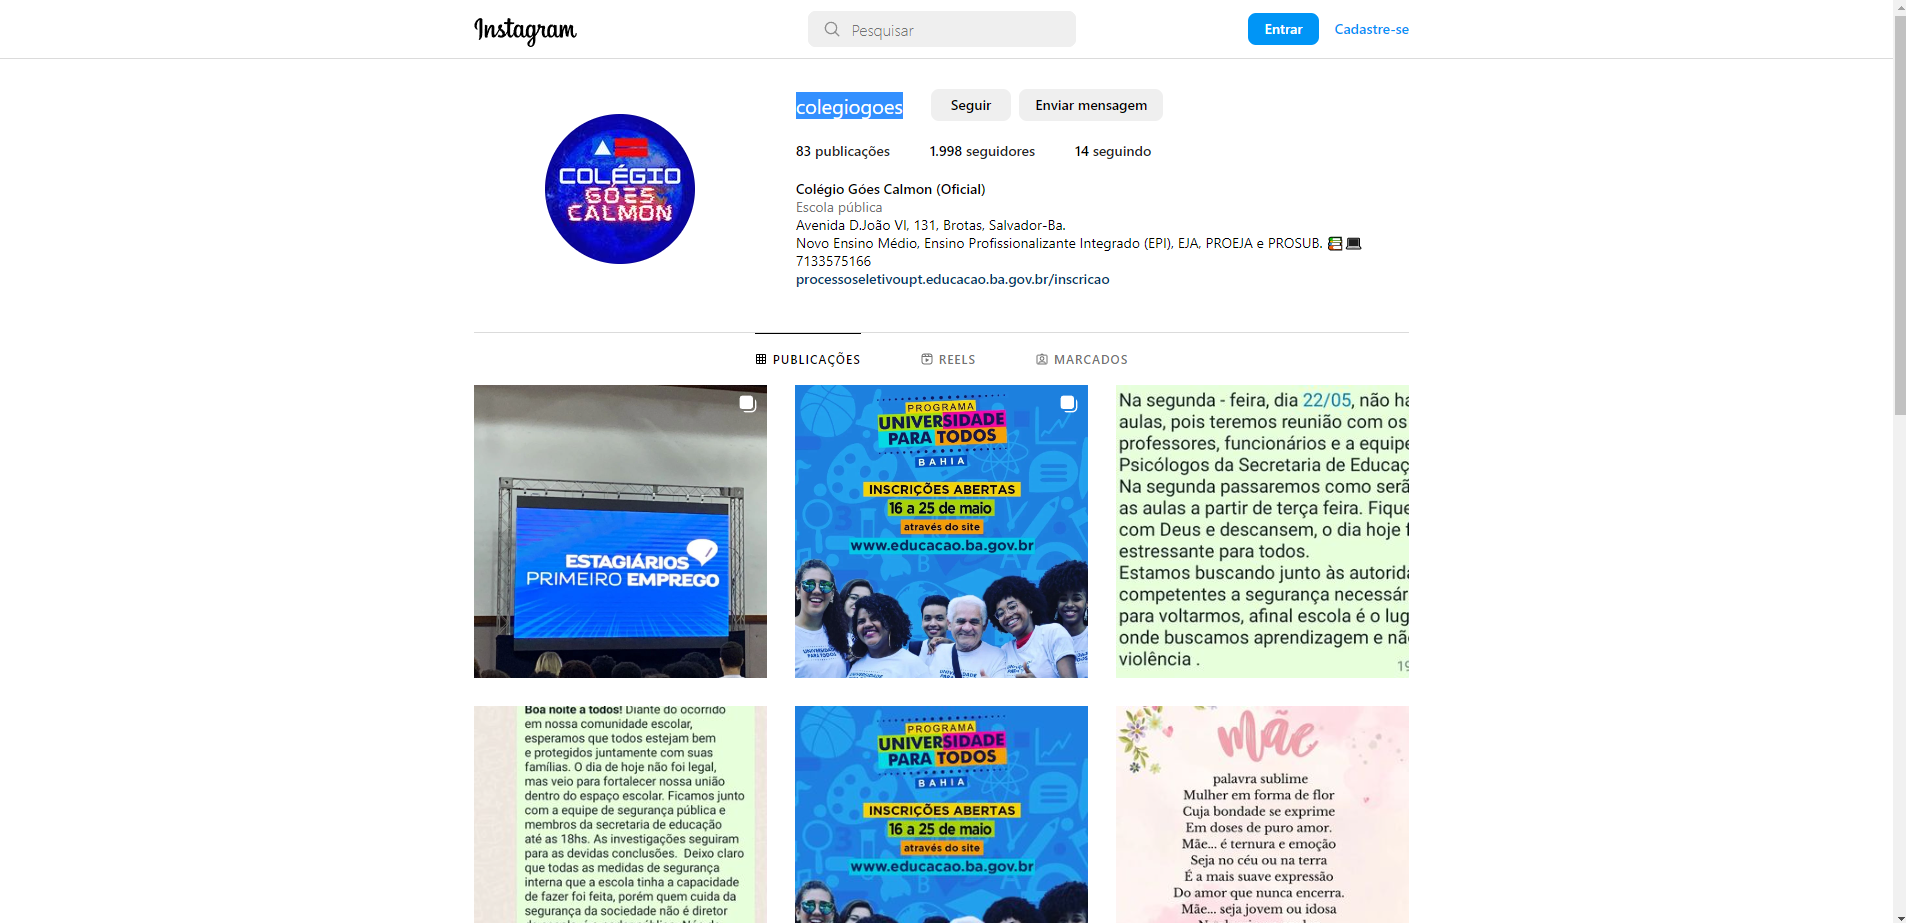 Instagram
Pesquisar
Entrar
Cadastre-se
colegiogoes
Seguir
Enviar mensagem
83 publicações
1.998 seguidores
14 seguindo
COLÉGIO
GÓES
CALMON
Colégio Góes Calmon (Oficial)
Escola pública
Avenida D.João VI, 131, Brotas, Salvador-Ba.
Novo Ensino Médio, Ensino Profissionalizante Integrado (EPI), EJA, PROEJA e PROSUB.
7133575166
processoseletivoupt.educacao.ba.gov.br/inscricao
PUBLICAÇÕES
REELS
MARCADOS
ESTAGIÁRIOS
PRIMEIRO EMPREGO
PROGRAMA
UNIVERSIDADE
PARA TODOS
BAHIA
INSCRIÇÕES ABERTAS
16 a 25 de maio
através do site
www.educacao.ba.gov.br
UNIVERSIDADE
PARA TODOS
Na segunda - feira, dia 22/05, não ha
aulas, pois teremos reunião com os
professores, funcionários e a equipe
Psicólogos da Secretaria de Educaç
Na segunda passaremos como serã
as aulas a partir de terça feira. Fique
com Deus e descansem, o dia hoje f
estressante para todos.
Estamos buscando junto às autorida
competentes a segurança necessár
para voltarmos, afinal escola é o lug
onde buscamos aprendizagem e nã
violência .
19
Boa noite a todos! Diante do ocorrido
em nossa comunidade escolar,
esperamos que todos estejam bem
e protegidos juntamente com suas
famílias. O dia de hoje não foi legal,
mas veio para fortalecer nossa união
dentro do espaço escolar. Ficamos junto
com a equipe de segurança pública e
membros da secretaria de educação
até as 18hs. As investigações seguiram
para as devidas conclusões. Deixo claro
que todas as medidas de segurança
interna que a escola tinha a capacidade
de fazer foi feita, porém quem cuida da
segurança da sociedade não é diretor
PROGRAMA
UNIVERSIDADE
PARA TODOS
BAHIA
INSCRIÇÕES ABERTAS
16 a 25 de maio
através do site
www.educacao.ba.gov.br
mãe
palavra sublime
Mulher em forma de flor
Cuja bondade se exprime
Em doses de puro amor.
Mãe... é ternura e emoção
Seja no céu ou na terra
É a mais suave expressão
Do amor que nunca encerra.
Mãe... seja jovem ou idosa